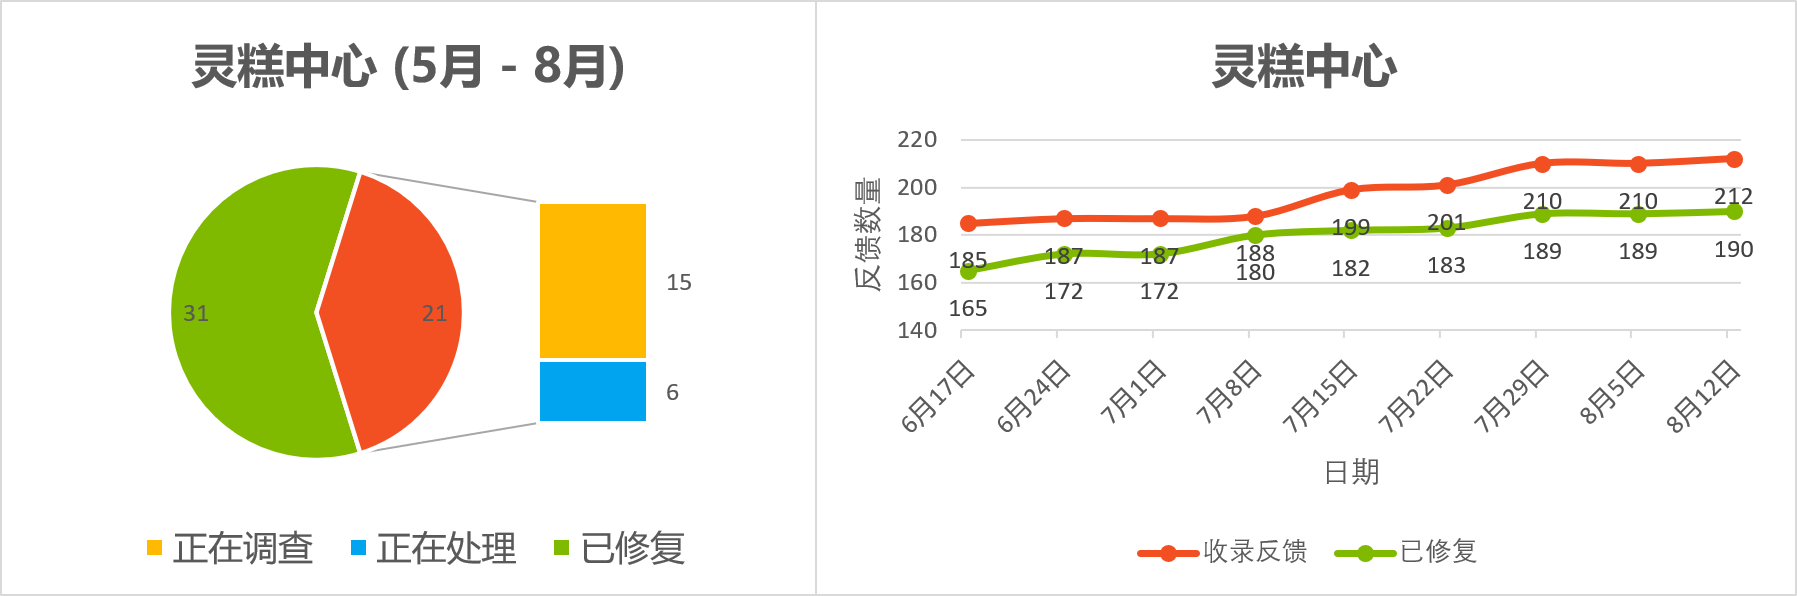 灵糕中心 (5月 - 8月)
31
21
15
6
正在调查
正在处理
已修复
灵糕中心
反馈数量
220
200
180
160
140
185
187
187
188
199
201
210
210
212
165
172
172
180
182
183
189
189
190
6月17日
6月24日
7月1日
7月8日
7月15日
7月22日
7月29日
8月5日
8月12日
日期
收录反馈
已修复